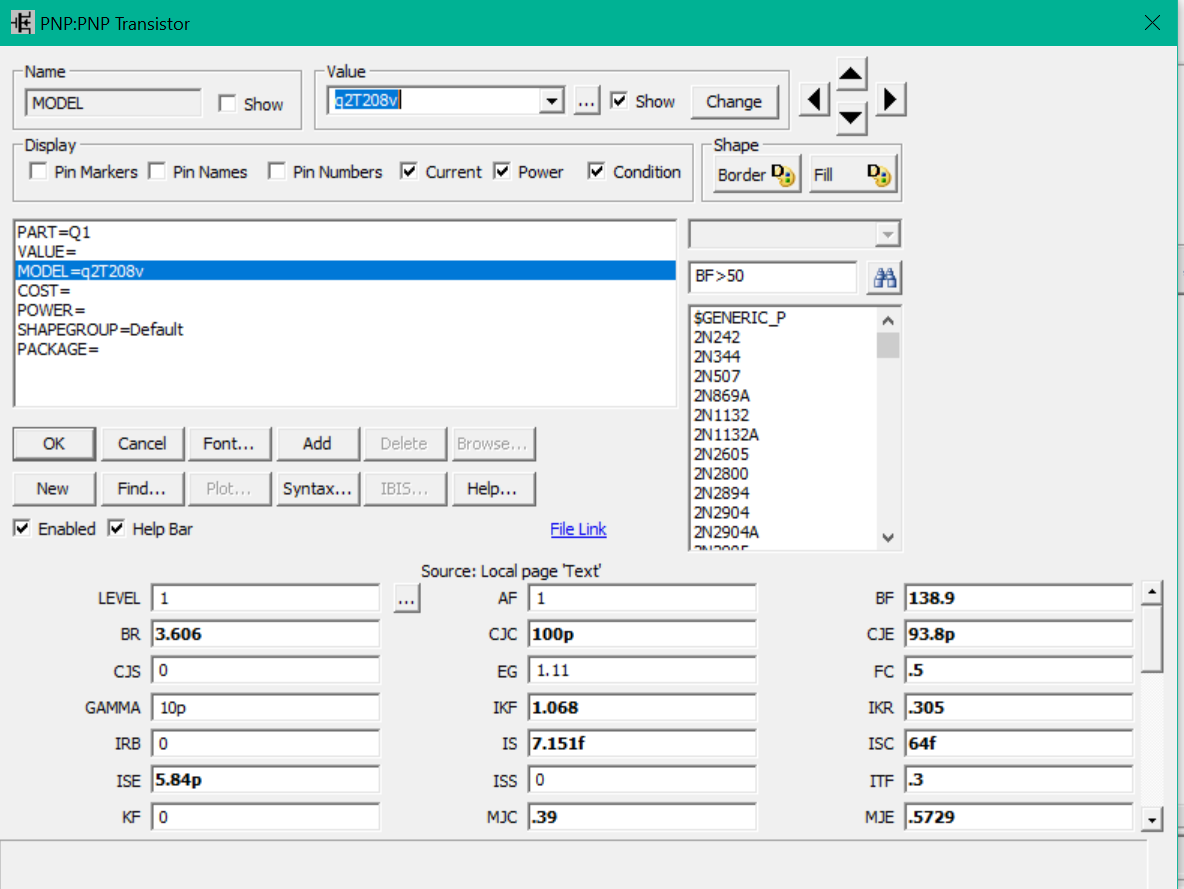 PNP:PNP Transistor
Name
MODEL
Show
Value
q2T208v
...
Show
Change
Display
Pin Markers
Pin Names
Pin Numbers
Current
Power
Condition
Shape
Border
Fill
PART=Q1
VALUE=
MODEL=q2T208v
COST=
POWER=
SHAPEGROUP=Default
PACKAGE=
BF>50
$GENERIC_P
2N242
2N344
2N507
2N869A
2N1132
2N1132A
2N2605
2N2800
2N2894
2N2904
2N2904A
2N2905
OK
Cancel
Font...
Add
Delete
Browse...
New
Find...
Plot...
Syntax...
IBIS...
Help...
Enabled
Help Bar
File Link
Source: Local page 'Text'
LEVEL 1 ... AF 1 BF 138.9
BR 3.606 CJC 100p CJE 93.8p
CJS 0 EG 1.11 FC .5
GAMMA 10p IKF 1.068 IKR .305
IRB 0 IS 7.151f ISC 64f
ISE 5.84p ISS 0 ITF .3
KF 0 MJC .39 MJE .5729